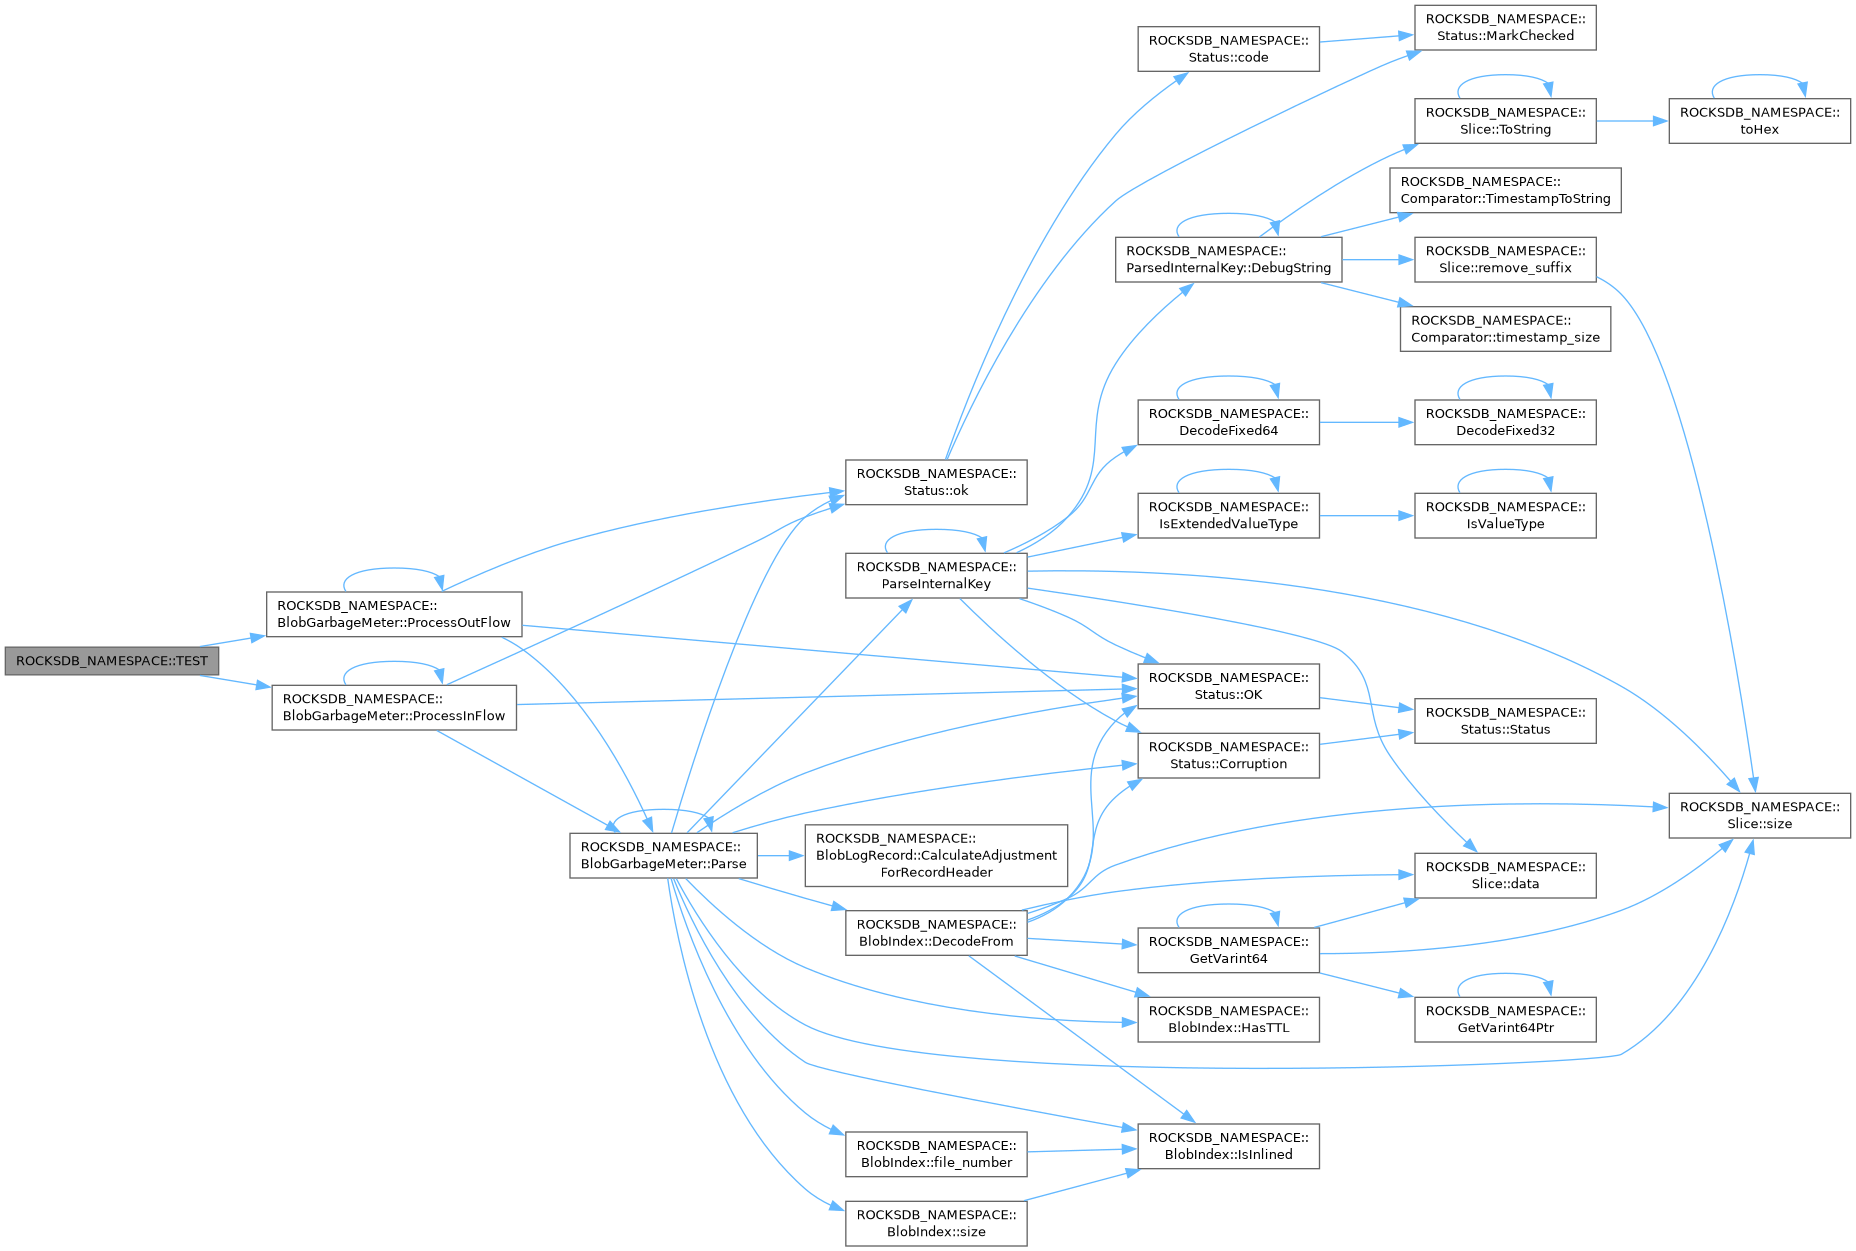 ROCKSDB_NAMESPACE::TEST
ROCKSDB_NAMESPACE::
BlobGarbageMeter::ProcessOutFlow
ROCKSDB_NAMESPACE::
BlobGarbageMeter::ProcessInFlow
ROCKSDB_NAMESPACE::
BlobGarbageMeter::Parse
ROCKSDB_NAMESPACE::
Status::ok
ROCKSDB_NAMESPACE::
ParseInternalKey
ROCKSDB_NAMESPACE::
BlobLogRecord::CalculateAdjustment
ForRecordHeader
ROCKSDB_NAMESPACE::
BlobIndex::DecodeFrom
ROCKSDB_NAMESPACE::
BlobIndex::file_number
ROCKSDB_NAMESPACE::
BlobIndex::size
ROCKSDB_NAMESPACE::
Status::code
ROCKSDB_NAMESPACE::
ParsedInternalKey::DebugString
ROCKSDB_NAMESPACE::
DecodeFixed64
ROCKSDB_NAMESPACE::
IsExtendedValueType
ROCKSDB_NAMESPACE::
Status::OK
ROCKSDB_NAMESPACE::
Status::Corruption
ROCKSDB_NAMESPACE::
GetVarint64
ROCKSDB_NAMESPACE::
BlobIndex::HasTTL
ROCKSDB_NAMESPACE::
BlobIndex::IsInlined
ROCKSDB_NAMESPACE::
Status::MarkChecked
ROCKSDB_NAMESPACE::
Slice::ToString
ROCKSDB_NAMESPACE::
Comparator::TimestampToString
ROCKSDB_NAMESPACE::
Slice::remove_suffix
ROCKSDB_NAMESPACE::
Comparator::timestamp_size
ROCKSDB_NAMESPACE::
DecodeFixed32
ROCKSDB_NAMESPACE::
IsValueType
ROCKSDB_NAMESPACE::
Status::Status
ROCKSDB_NAMESPACE::
Slice::data
ROCKSDB_NAMESPACE::
GetVarint64Ptr
ROCKSDB_NAMESPACE::
toHex
ROCKSDB_NAMESPACE::
Slice::size